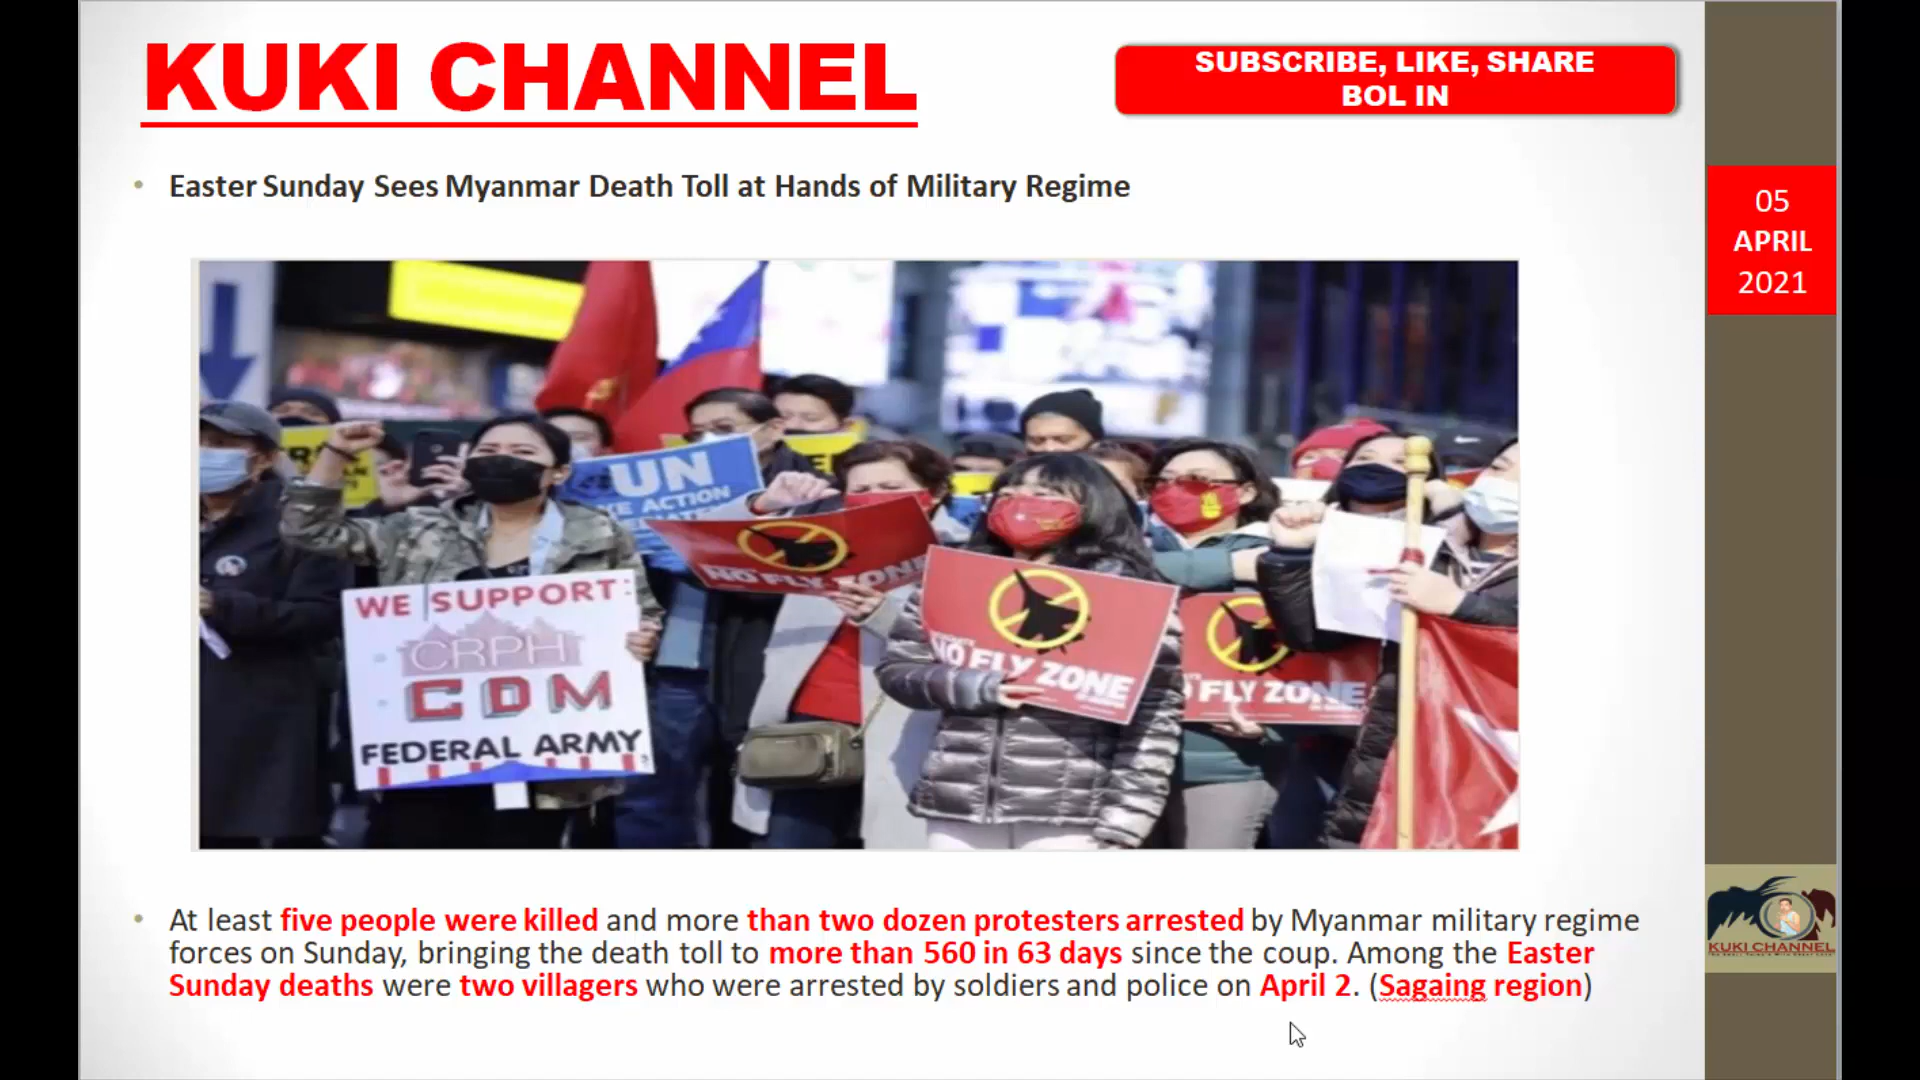 KUKI CHANNEL
SUBSCRIBE, LIKE, SHARE
BOL IN
05
APRIL
2021
Easter Sunday Sees Myanmar Death Toll at Hands of Military Regime
UN
ACTION
NO FLY ZONE
WE SUPPORT:
CRPH
CDM
FEDERAL ARMY
NO FLY ZONE
FLY ZONE
At least five people were killed and more than two dozen protesters arrested by Myanmar military regime
forces on Sunday, bringing the death toll to more than 560 in 63 days since the coup. Among the Easter
Sunday deaths were two villagers who were arrested by soldiers and police on April 2. (Sagaing region)
KUKI CHANNEL